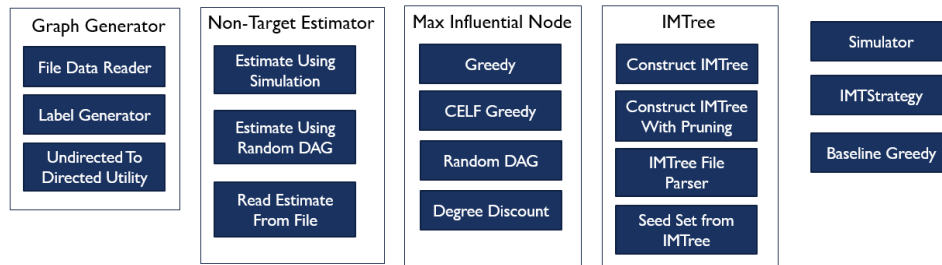 Graph Generator
File Data Reader
Label Generator
Undirected To
Directed Utility
Non-Target Estimator
Estimate Using
Simulation
Estimate Using
Random DAG
Read Estimate
From File
Max Influential Node
Greedy
CELF Greedy
Random DAG
Degree Discount
IMTree
Construct IMTree
Construct IMTree
With Pruning
IMTree File
Parser
Seed Set from
IMTree
Simulator
IMTStrategy
Baseline Greedy